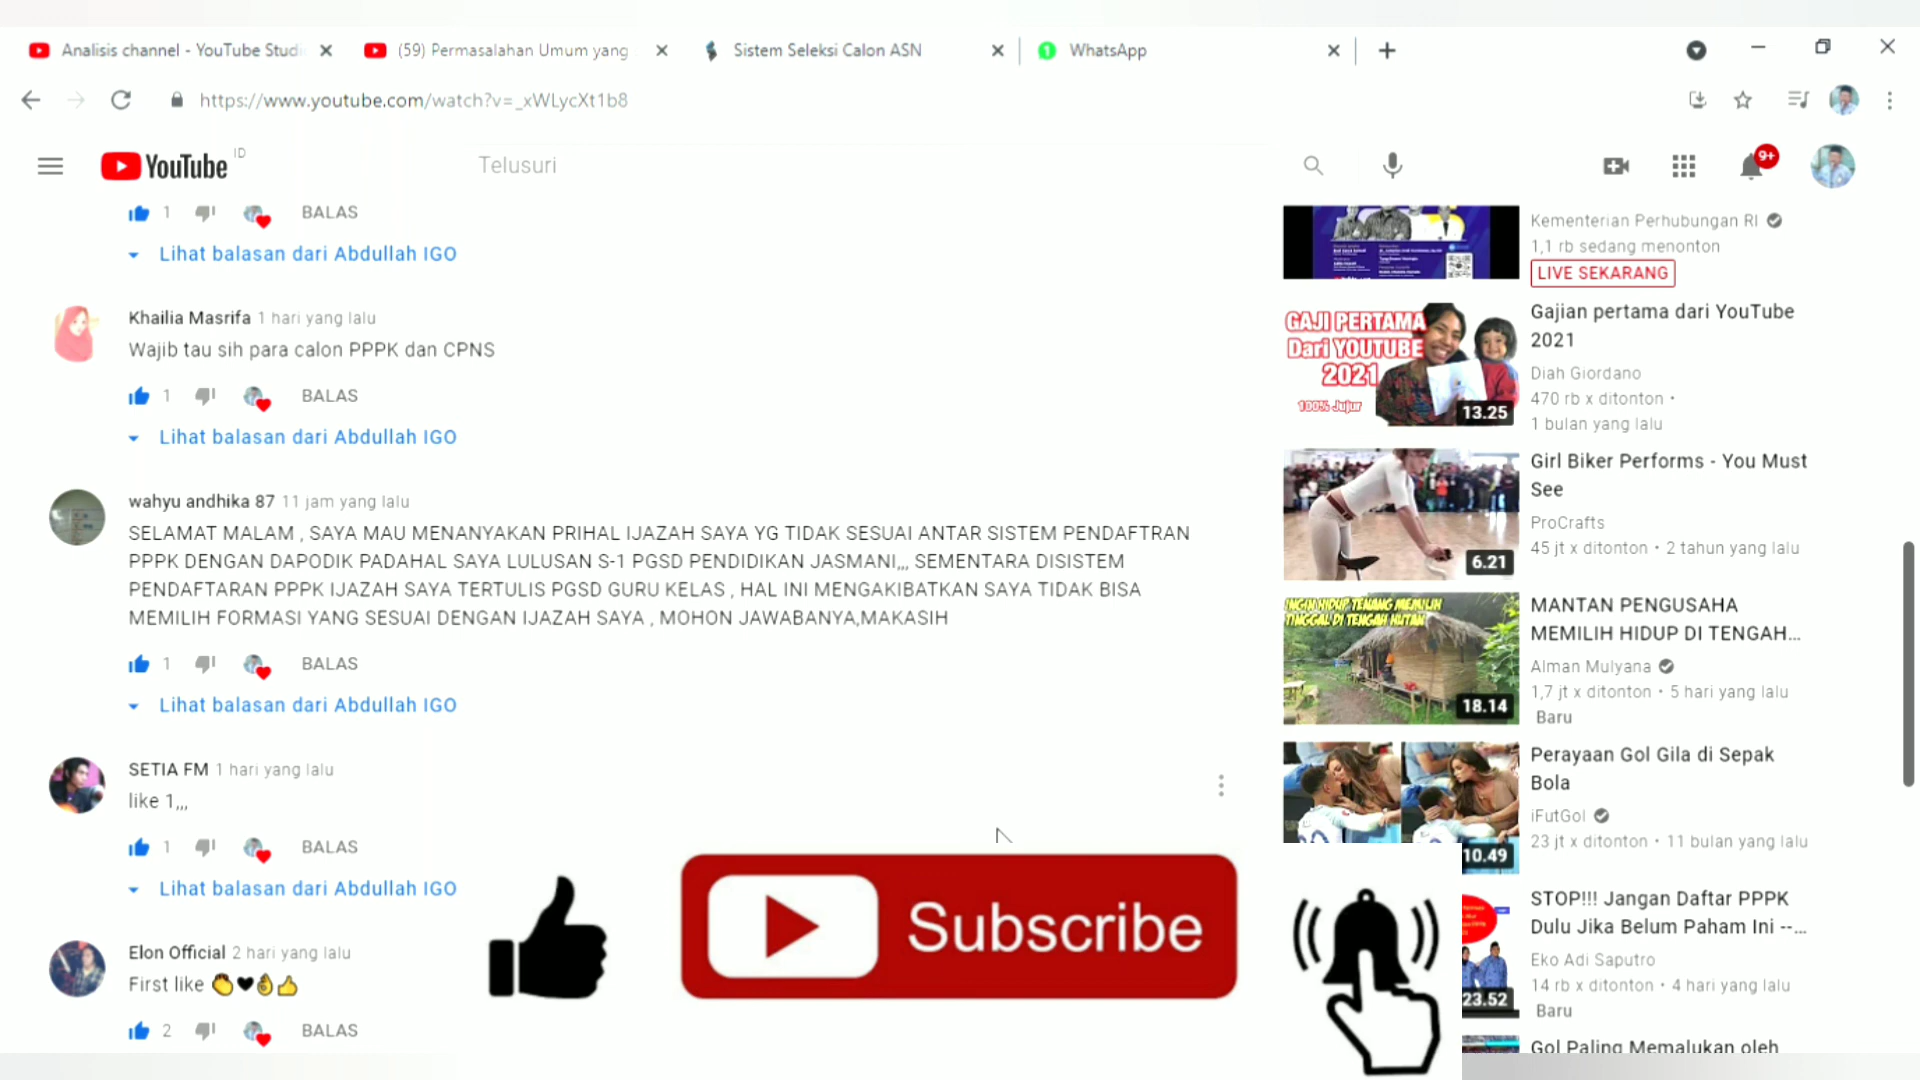 Analisis channel - YouTube Studi
(59) Permasalahan Umum yang
Sistem Seleksi Calon ASN
1 WhatsApp
https://www.youtube.com/watch?v=_xWLycXt1b8
YouTube ID
Telusuri
9+
1 BALAS
Lihat balasan dari Abdullah IGO
Khailia Masrifa 1 hari yang lalu
Wajib tau sih para calon PPPK dan CPNS
1 BALAS
Lihat balasan dari Abdullah IGO
wahyu andhika 87 11 jam yang lalu
SELAMAT MALAM , SAYA MAU MENANYAKAN PRIHAL IJAZAH SAYA YG TIDAK SESUAI ANTAR SISTEM PENDAFTRAN
PPPK DENGAN DAPODIK PADAHAL SAYA LULUSAN S-1 PGSD PENDIDIKAN JASMANI,,, SEMENTARA DISISTEM
PENDAFTARAN PPPK IJAZAH SAYA TERTULIS PGSD GURU KELAS , HAL INI MENGAKIBATKAN SAYA TIDAK BISA
MEMILIH FORMASI YANG SESUAI DENGAN IJAZAH SAYA , MOHON JAWABANYA,MAKASIH
1 BALAS
Lihat balasan dari Abdullah IGO
SETIA FM 1 hari yang lalu
like 1,,,
1 BALAS
Lihat balasan dari Abdullah IGO
Elon Official 2 hari yang lalu
First like 👏🖤👌👍
2 BALAS
Subscribe
Kementerian Perhubungan RI
1,1 rb sedang menonton
LIVE SEKARANG
GAJI PERTAMA
Dari YOUTUBE
2021
100% Jujur
13.25
Gajian pertama dari YouTube
2021
Diah Giordano
470 rb x ditonton •
1 bulan yang lalu
6.21
Girl Biker Performs - You Must
See
ProCrafts
45 jt x ditonton • 2 tahun yang lalu
INGIN HIDUP TENANG MEMILIH
TINGGAL DI TENGAH HUTAN
18.14
MANTAN PENGUSAHA
MEMILIH HIDUP DI TENGAH...
Alman Mulyana
1,7 jt x ditonton • 5 hari yang lalu
Baru
10.49
Perayaan Gol Gila di Sepak
Bola
iFutGol
23 jt x ditonton • 11 bulan yang lalu
23.52
STOP!!! Jangan Daftar PPPK
Dulu Jika Belum Paham Ini --...
Eko Adi Saputro
14 rb x ditonton • 4 hari yang lalu
Baru
Gol Paling Memalukan oleh